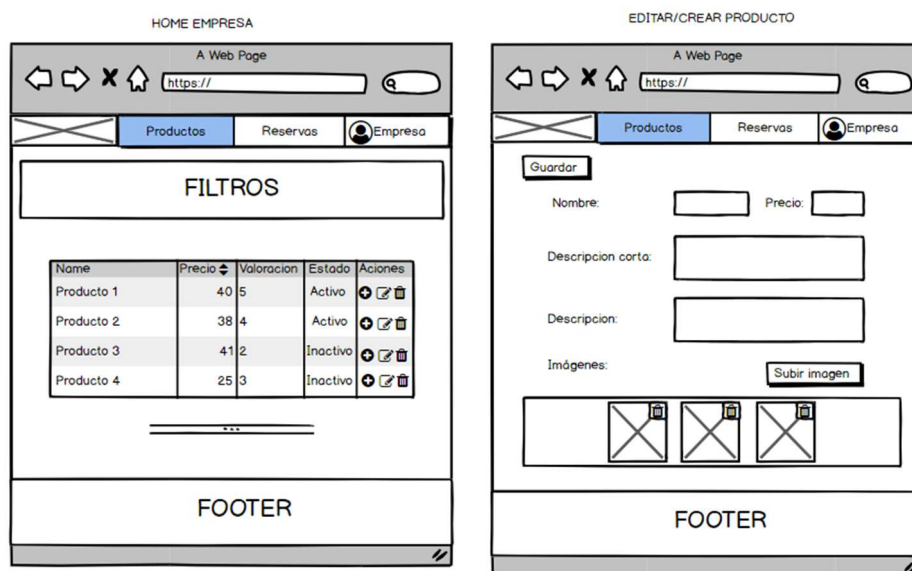 HOME EMPRESA
A Web Page
https://
Productos Reservas Empresa
FILTROS
Name Precio Valoracion Estado Aciones
Producto 1 40 5 Activo
Producto 2 38 4 Activo
Producto 3 41 2 Inactivo
Producto 4 25 3 Inactivo
FOOTER
EDITAR/CREAR PRODUCTO
A Web Page
https://
Productos Reservas Empresa
Guardar
Nombre: Precio:
Descripcion corta:
Descripcion:
Imágenes: Subir imagen
FOOTER